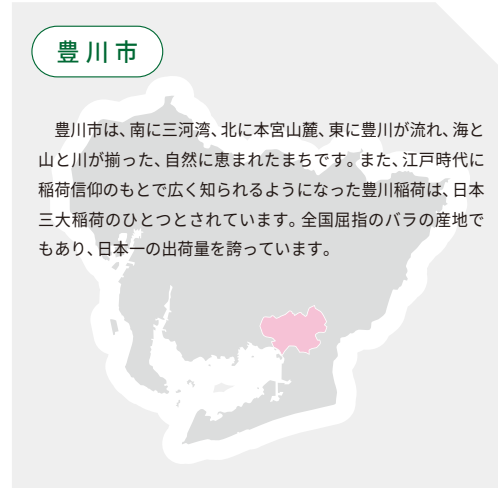 豊川市
豊川市は、南に三河湾、北に本宮山麓、東に豊川が流れ、海と
山と川が揃った、自然に恵まれたまちです。また、江戸時代に
稲荷信仰のもとで広く知られるようになった豊川稲荷は、日本
三大稲荷のひとつとされています。全国屈指のバラの産地で
もあり、日本一の出荷量を誇っています。